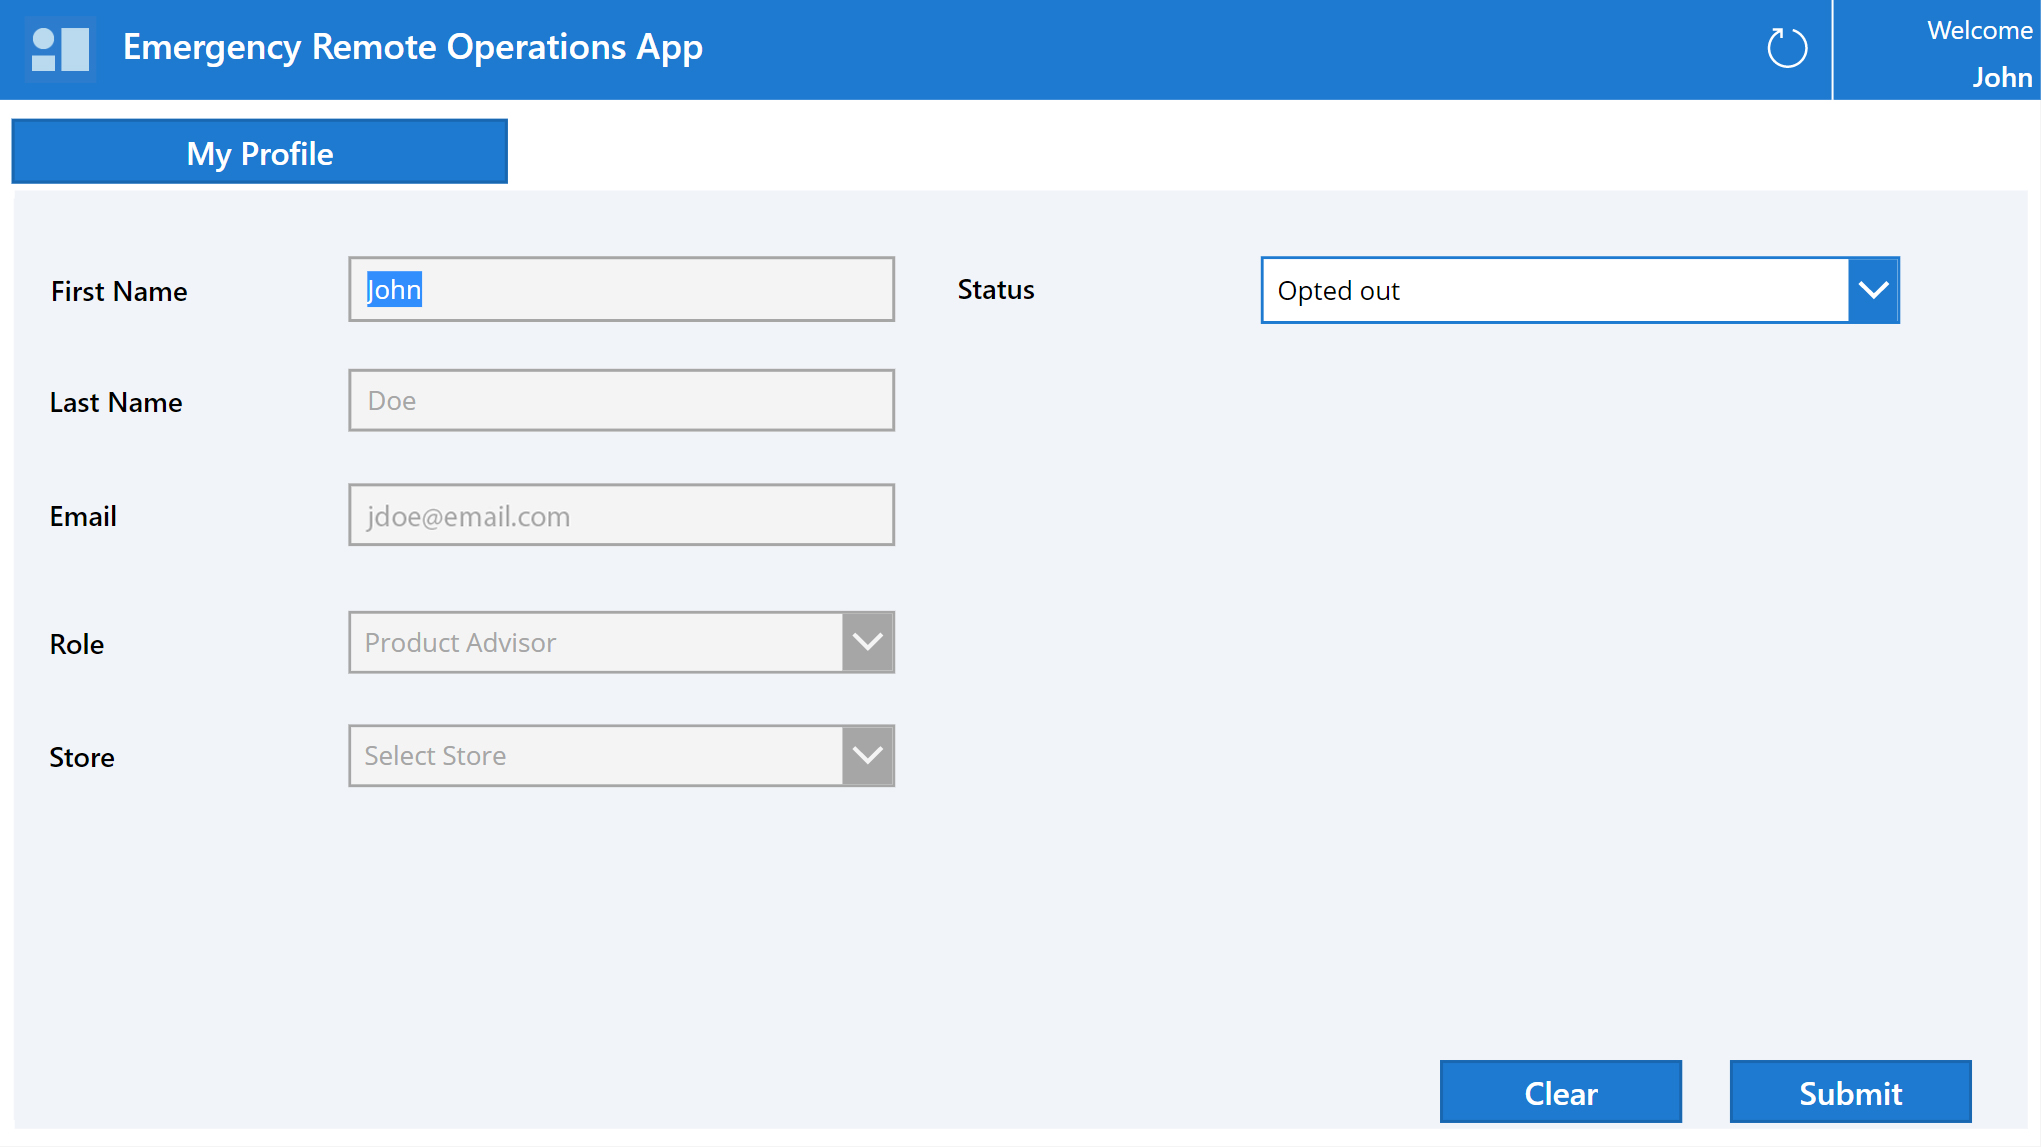 Emergency Remote Operations App
Welcome
John
My Profile
First Name
John
Status
Opted out
Last Name
Doe
Email
jdoe@email.com
Role
Product Advisor
Store
Select Store
Clear
Submit